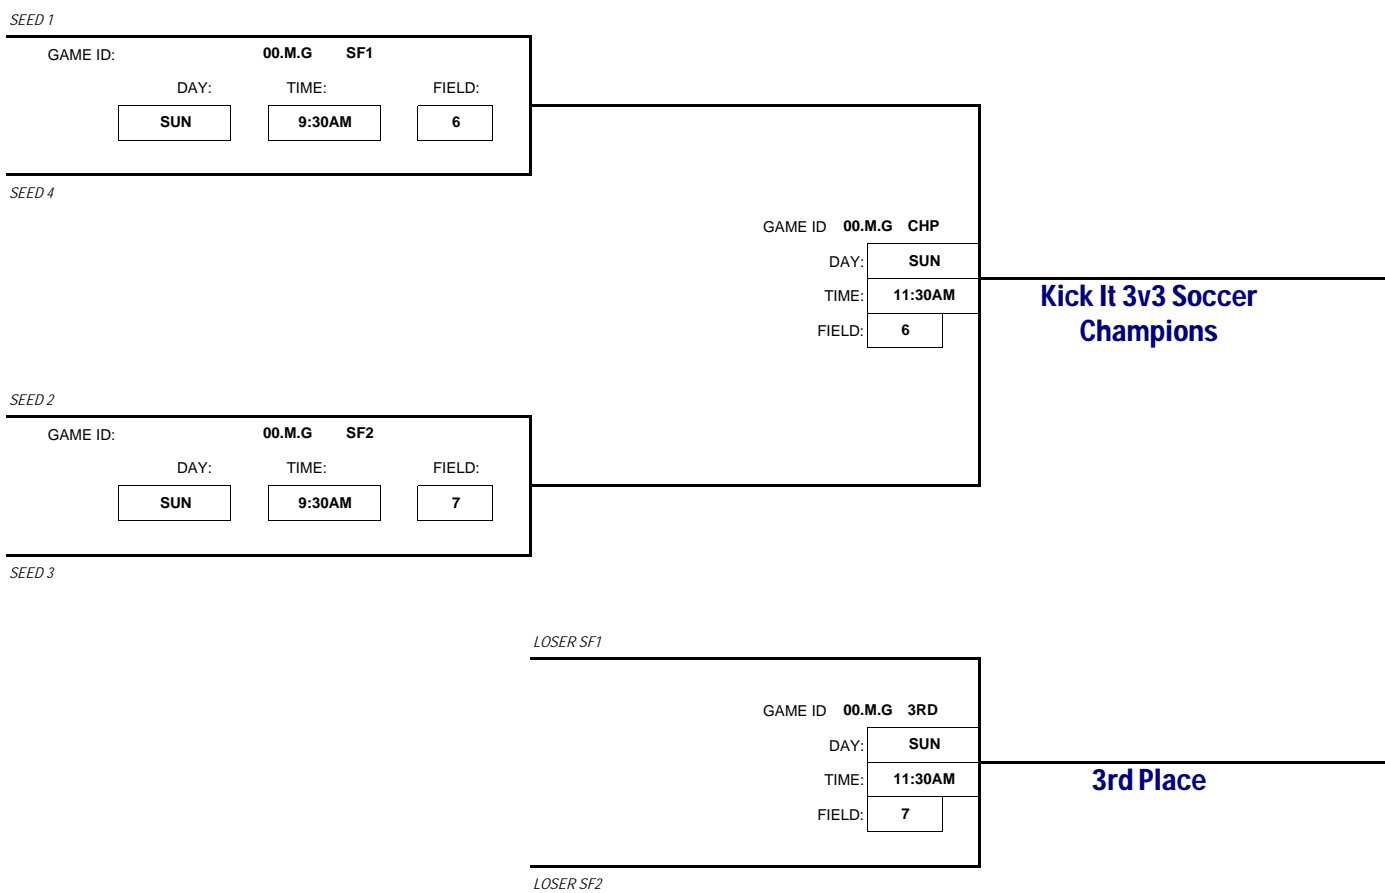 SEED 1
GAME ID: 00.M.G SF1
DAY: TIME: FIELD:
SUN 9:30AM 6
SEED 4
GAME ID 00.M.G CHP
DAY: SUN
TIME: 11:30AM
FIELD: 6
Kick It 3v3 Soccer
Champions
SEED 2
GAME ID: 00.M.G SF2
DAY: TIME: FIELD:
SUN 9:30AM 7
SEED 3
LOSER SF1
GAME ID 00.M.G 3RD
DAY: SUN
TIME: 11:30AM
FIELD: 7
3rd Place
LOSER SF2